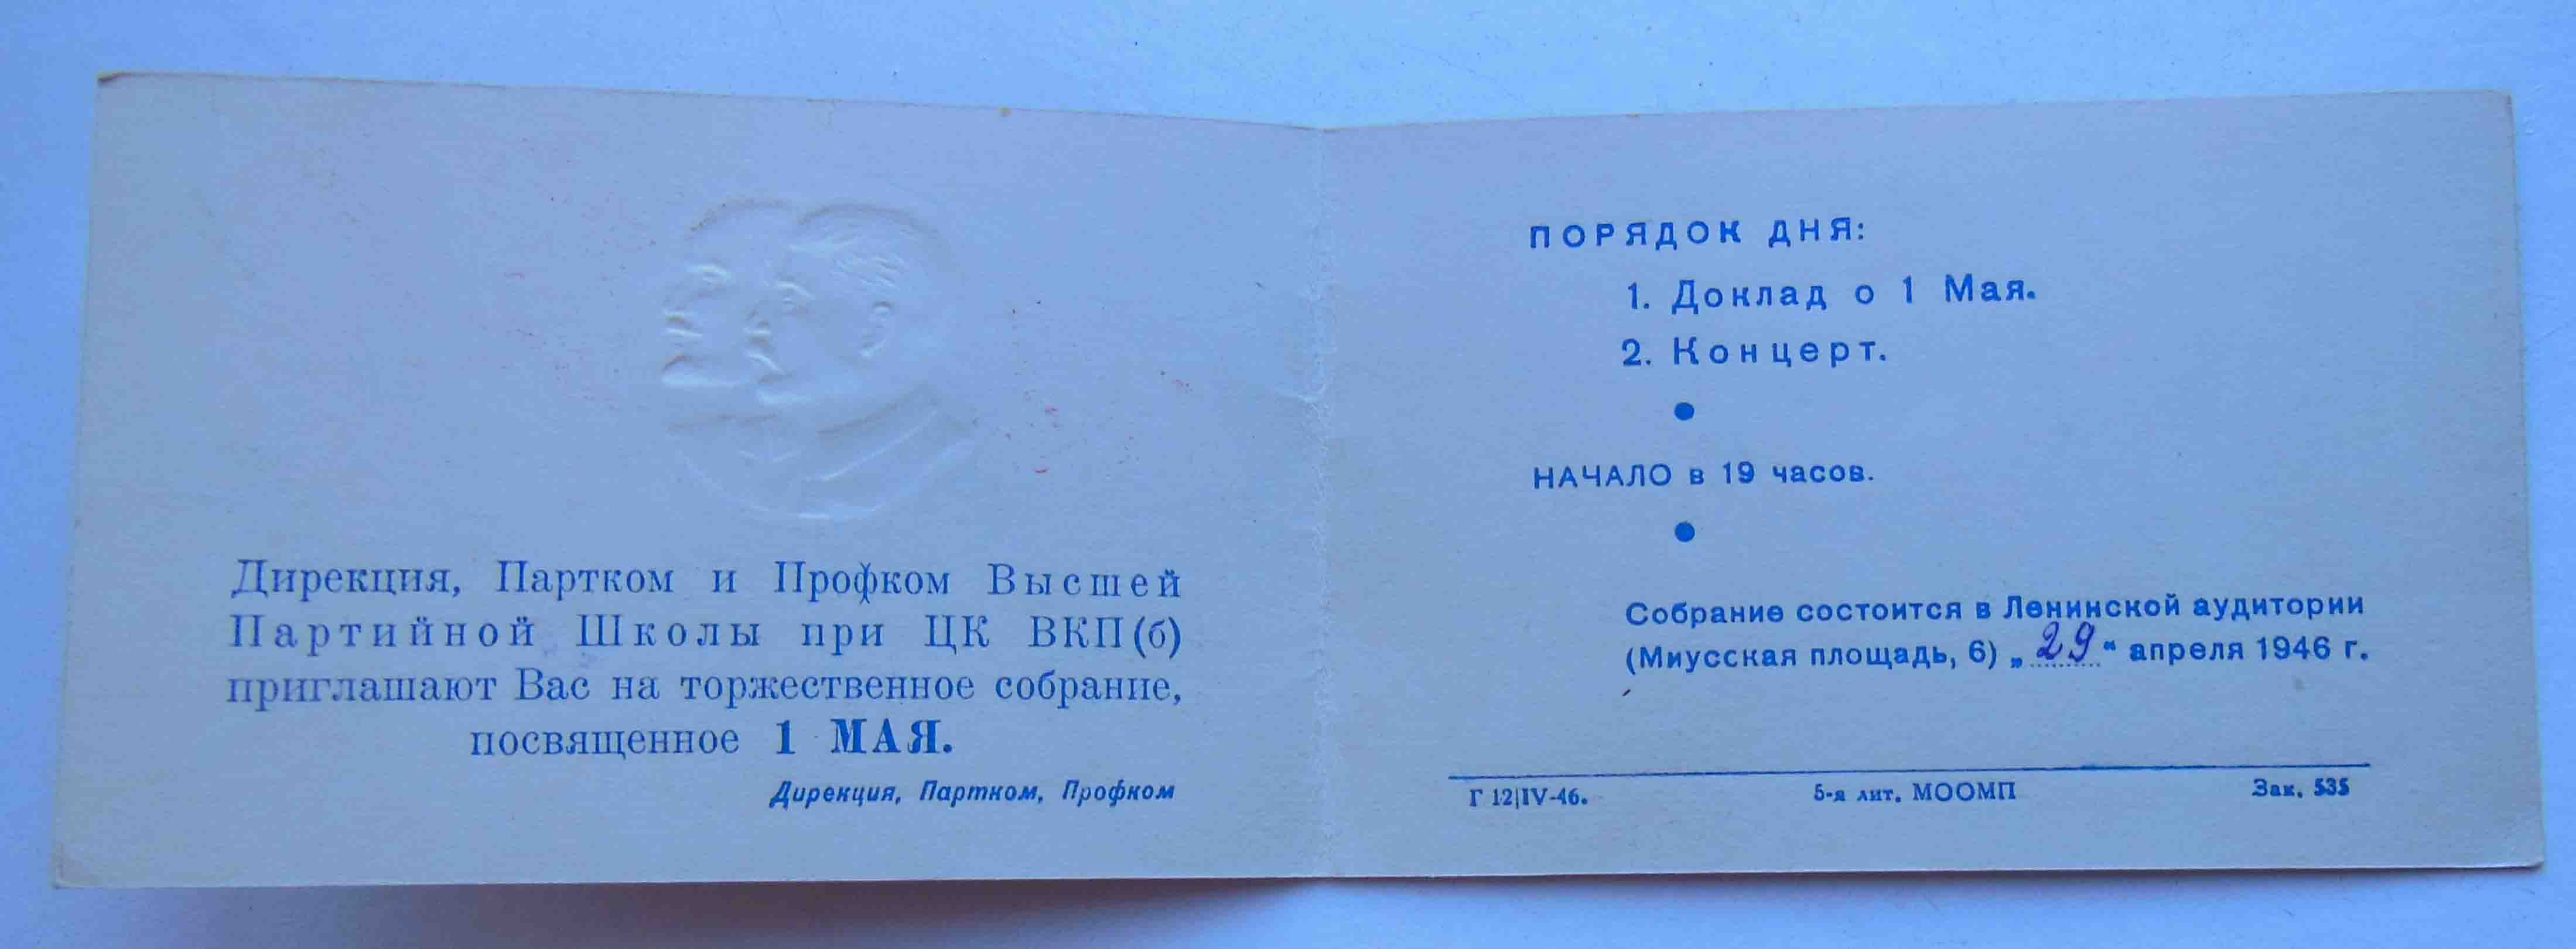 Дирекция, Партком и Профком Высшей
Партийной Школы при ЦК ВКП(б)
приглашают Вас на торжественное собрание,
посвященное 1 МАЯ.
Дирекция, Партком, Профком
ПОРЯДОК ДНЯ:
1. Доклад о 1 Мая.
2. Концерт.
НАЧАЛО в 19 часов.
Собрание состоится в Ленинской аудитории
(Миусская площадь, 6) „29“ апреля 1946 г.
Г 12|IV-46. 5-я лит. МООМП Зак. 535